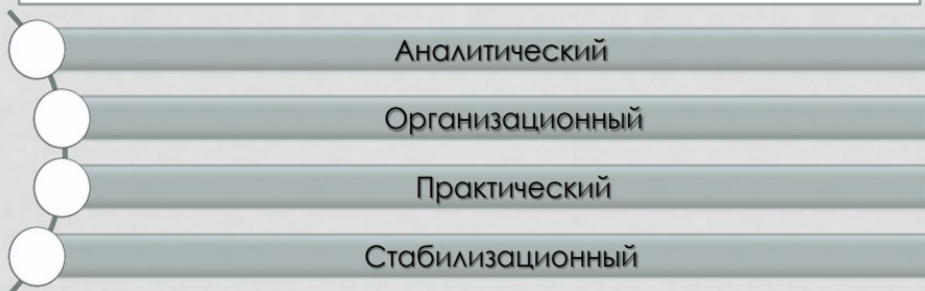 Аналитический
Организационный
Практический
Стабилизационный